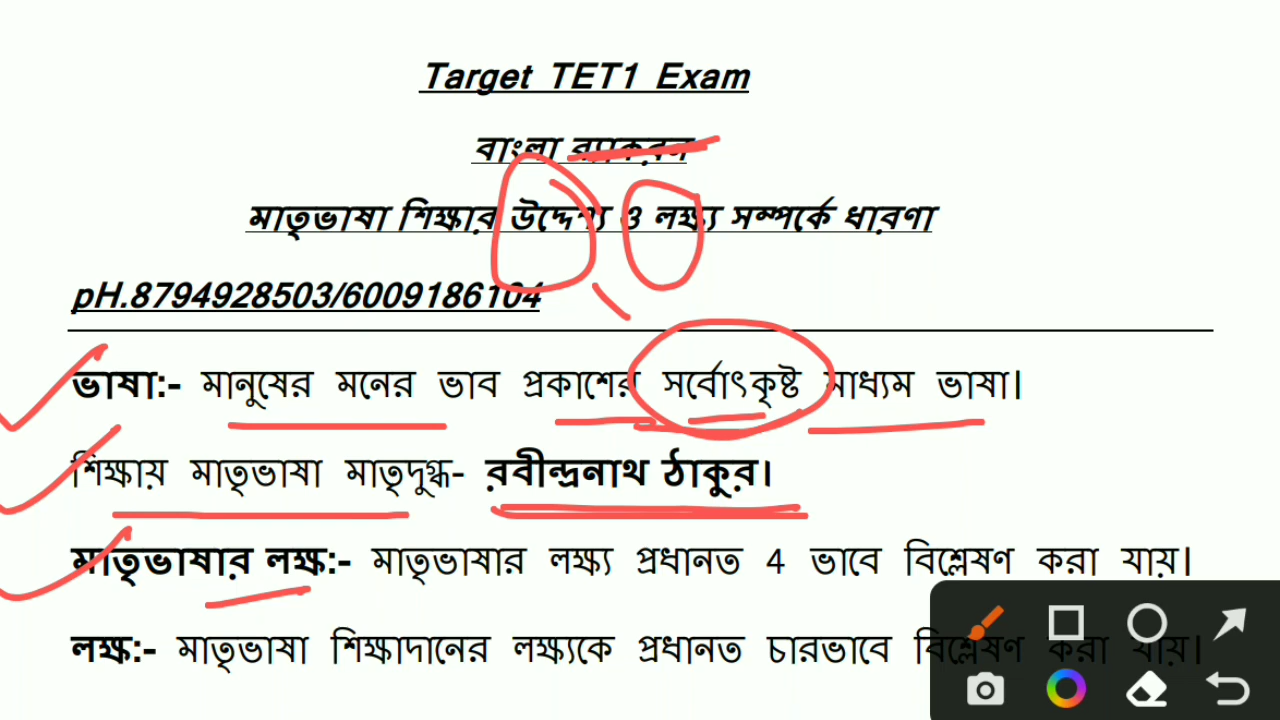 Target TET1 Exam
বাংলা ব্যাকরন
মাতৃভাষা শিক্ষার উদ্দেশ্য ও লক্ষ্য সম্পর্কে ধারণা
pH.8794928503/6009186104
ভাষা:- মানুষের মনের ভাব প্রকাশের সর্বোৎকৃষ্ট মাধ্যম ভাষা।
শিক্ষায় মাতৃভাষা মাতৃদুগ্ধ- রবীন্দ্রনাথ ঠাকুর।
মাতৃভাষার লক্ষ:- মাতৃভাষার লক্ষ্য প্রধানত 4 ভাবে বিশ্লেষণ করা যায়।
লক্ষ:- মাতৃভাষা শিক্ষাদানের লক্ষ্যকে প্রধানত চারভাবে বিশ্লেষণ করা যায়।